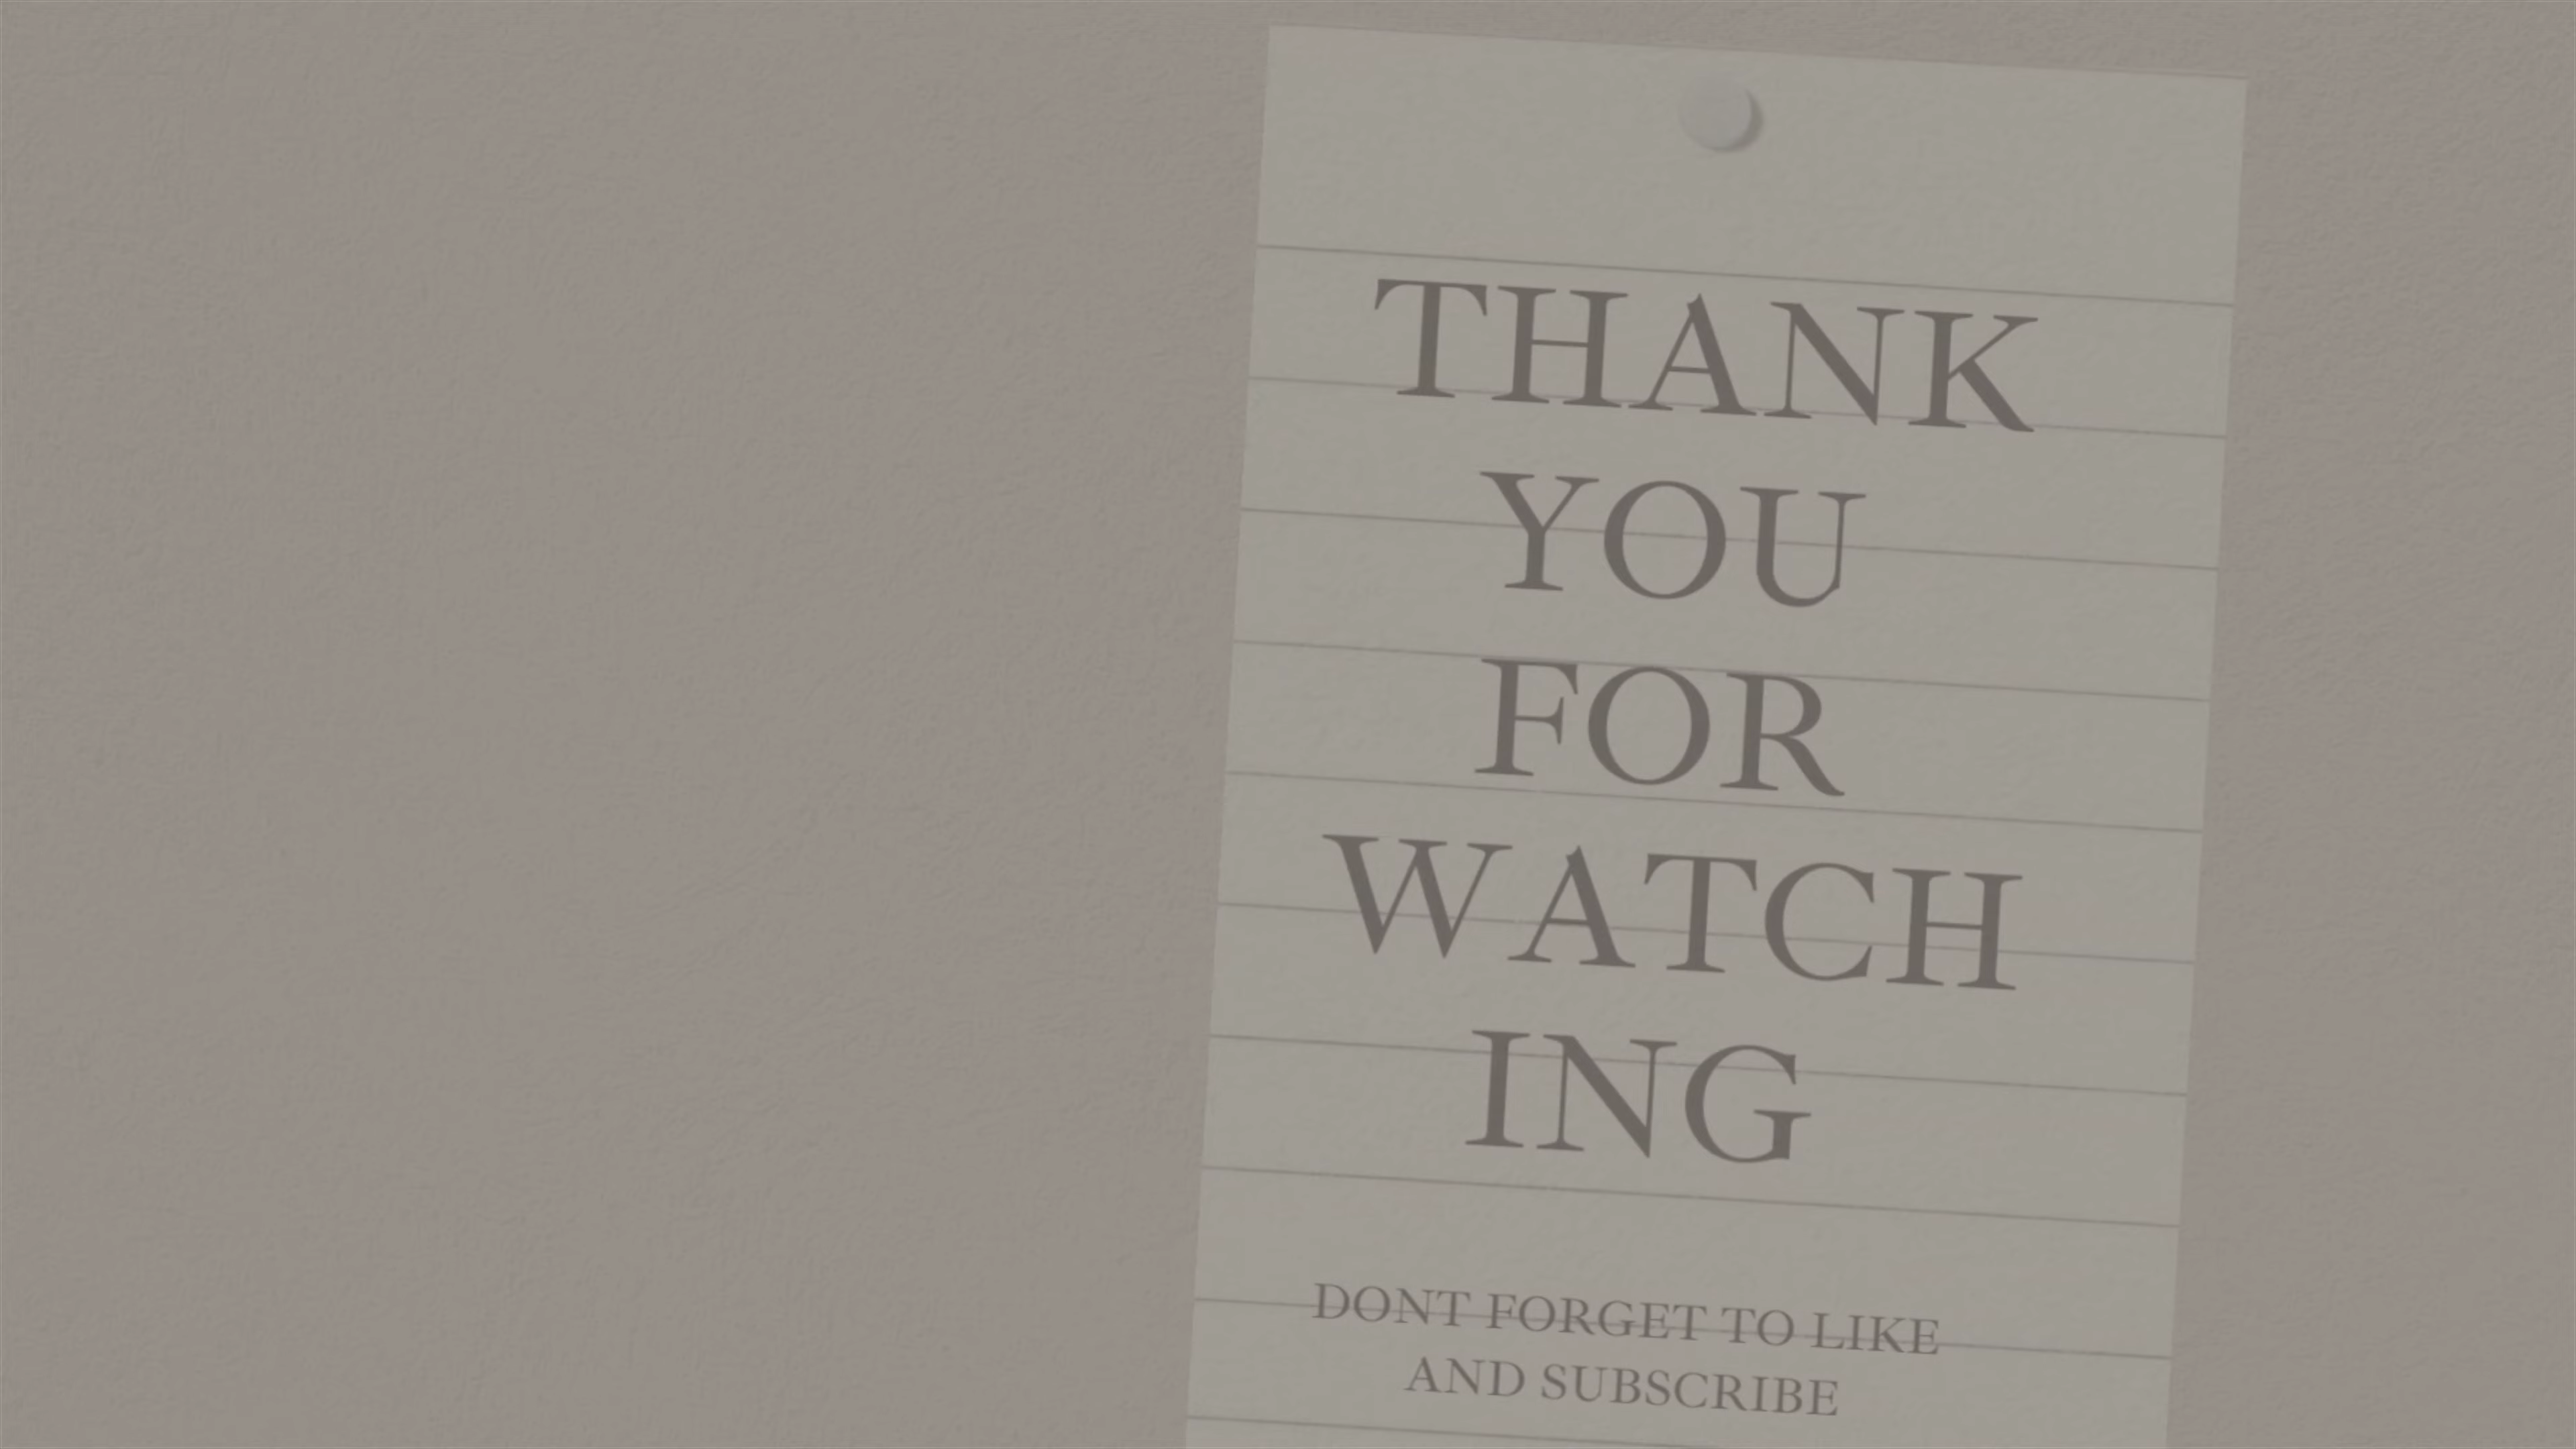 THANK
YOU
FOR
WATCH
ING
DONT FORGET TO LIKE
AND SUBSCRIBE